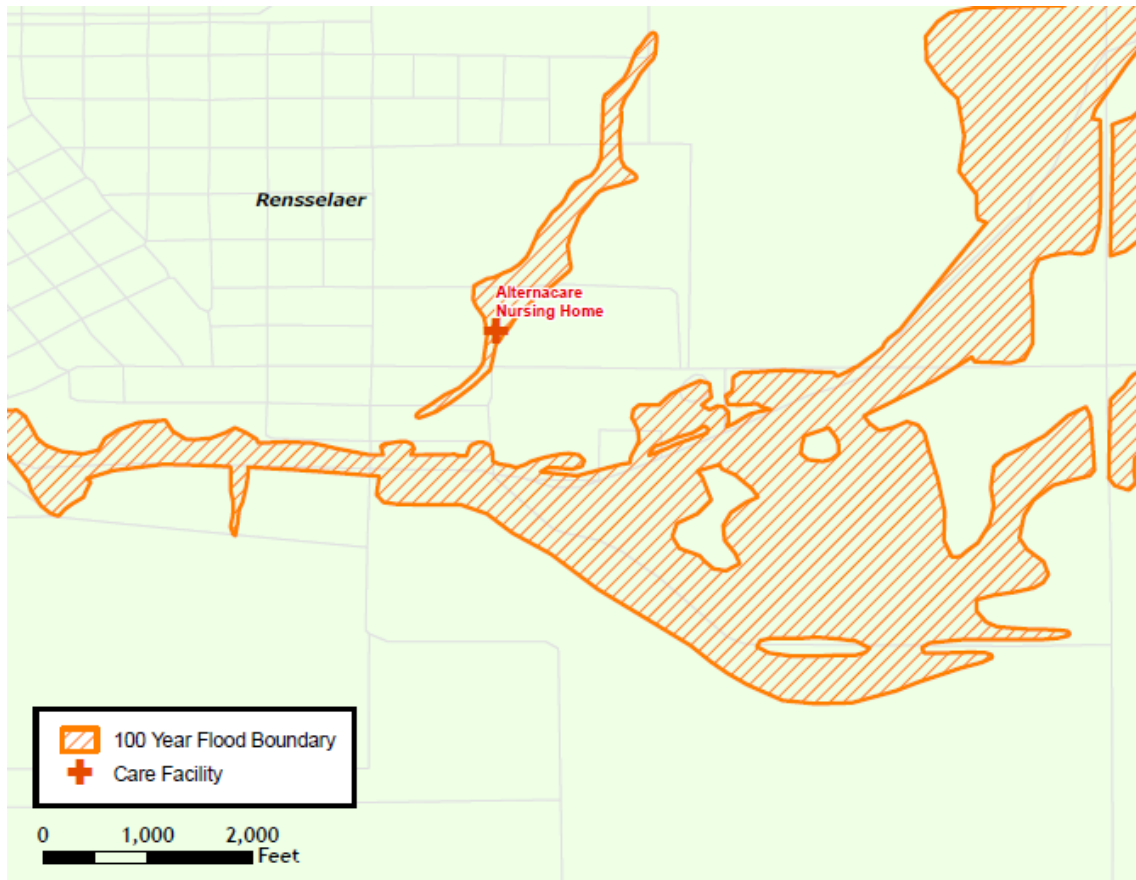 Rensselaer
Alternacare
Nursing Home
100 Year Flood Boundary
Care Facility
0 1,000 2,000
Feet